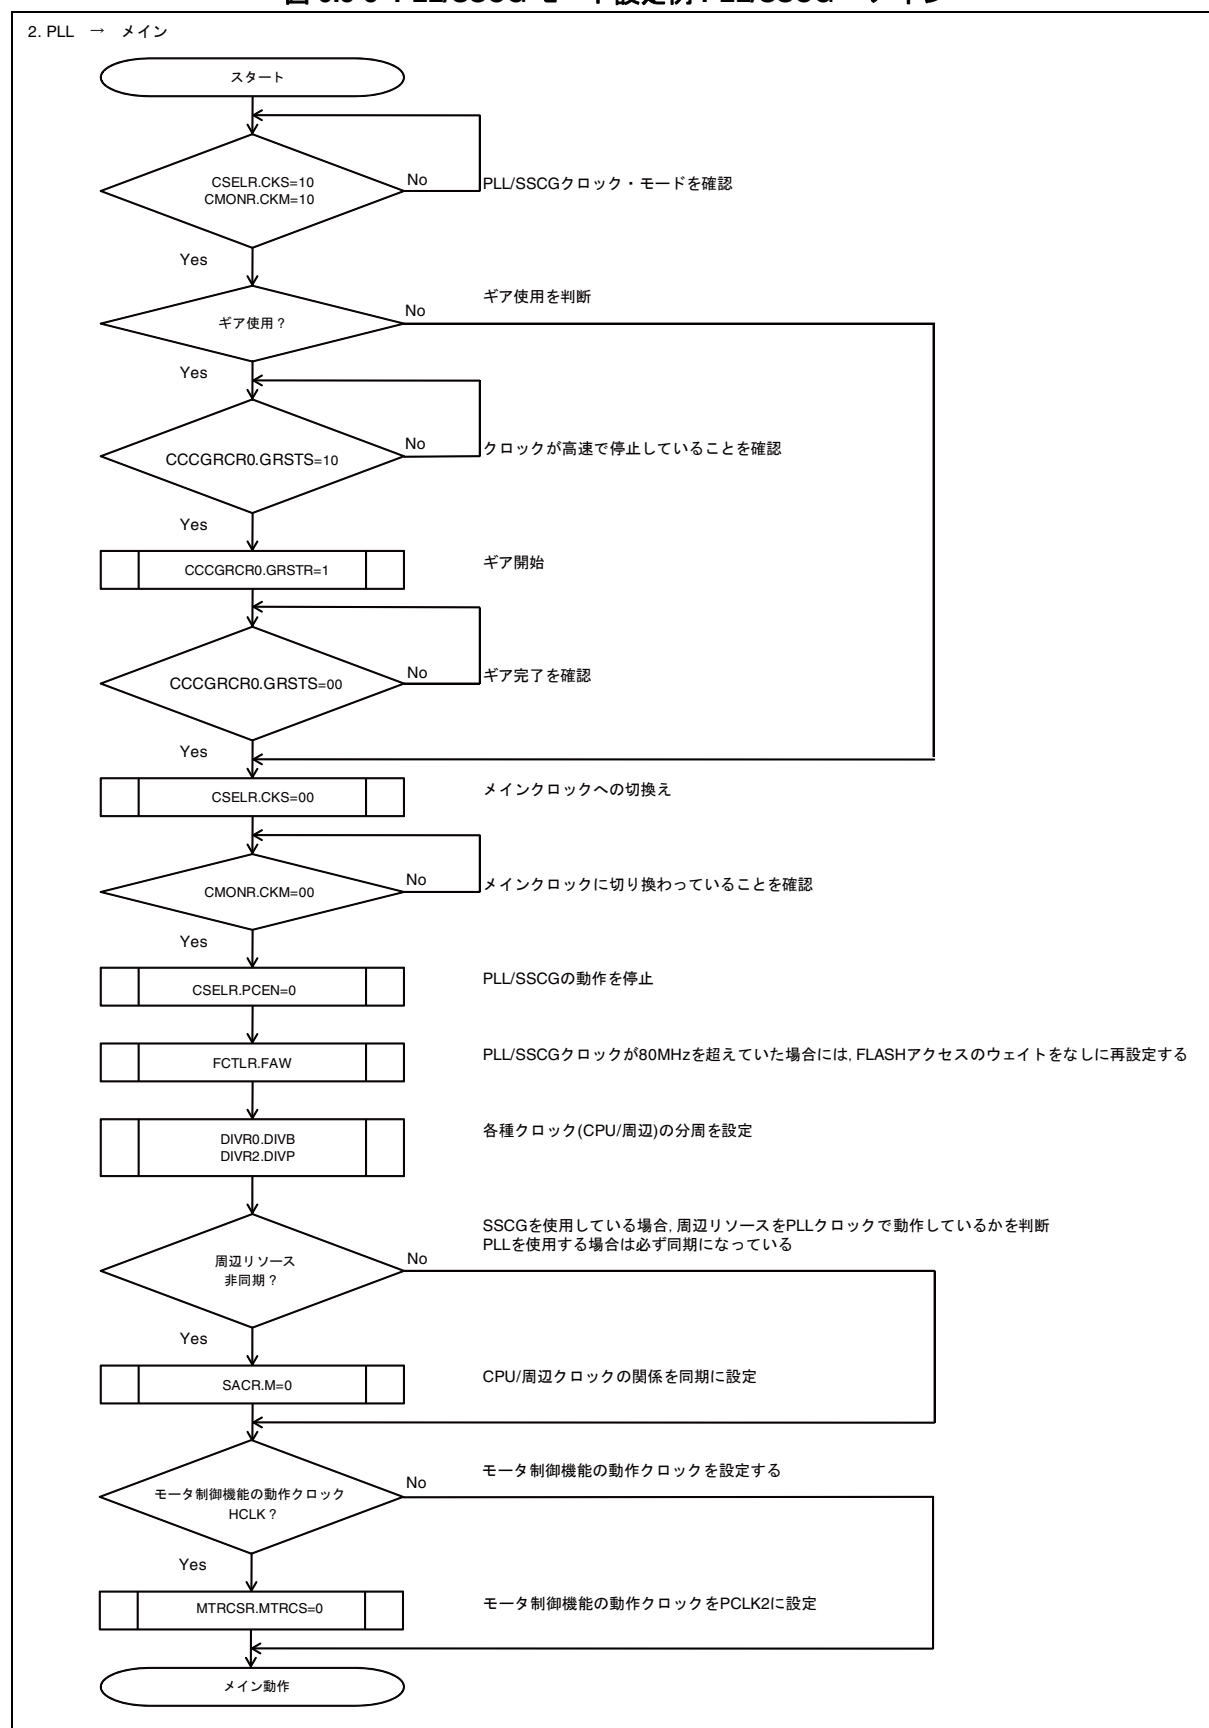 2. PLL → メイン
スタート
CSELR.CKS=10
CMONR.CKM=10
No
PLL/SSCGクロック・モードを確認
Yes
ギア使用を判断
No
ギア使用?
Yes
No
クロックが高速で停止していることを確認
CCCGRCR0.GRSTS=10
Yes
CCCGRCR0.GRSTR=1
ギア開始
No
ギア完了を確認
CCCGRCR0.GRSTS=00
Yes
CSELR.CKS=00
メインクロックへの切換え
No
CMONR.CKM=00
メインクロックに切り換わっていることを確認
Yes
CSELR.PCEN=0
PLL/SSCGの動作を停止
FCTLR.FAW
PLL/SSCGクロックが80MHzを超えていた場合には, FLASHアクセスのウェイトをなしに再設定する
DIVR0.DIVB
DIVR2.DIVP
各種クロック(CPU/周辺)の分周を設定
SSCGを使用している場合, 周辺リソースをPLLクロックで動作しているかを判断
PLLを使用する場合は必ず同期になっている
周辺リソース
非同期?
No
Yes
SACR.M=0
CPU/周辺クロックの関係を同期に設定
モータ制御機能の動作クロックを設定する
No
モータ制御機能の動作クロック
HCLK?
Yes
MTRCSR.MTRCS=0
モータ制御機能の動作クロックをPCLK2に設定
メイン動作